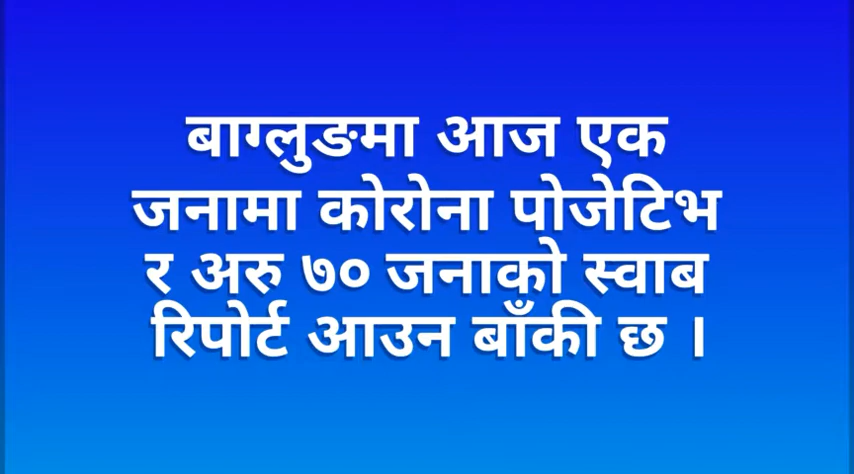 बाग्लुङमा आज एक
जनामा कोरोना पोजेटिभ
र अरु ७० जनाको स्वाब
रिपोर्ट आउन बाँकी छ ।